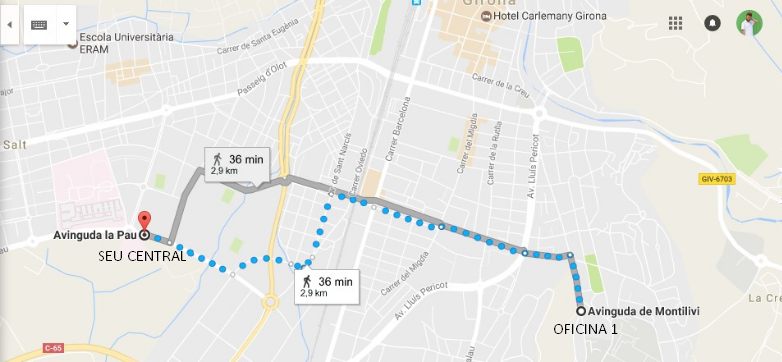 Girona
Hotel Carlemany Girona
Escola Universitària
ERAM
Carrer de Santa Eugènia
Passeig d'Olot
Carrer de la Creu
Salt
Carrer Barcelona
Carrer del Migdia
Carrer de la Rutlla
Av. Lluís Pericot
de Sant Narcís
Carrer Oviedo
36 min
2,9 km
GIV-6703
Avinguda la Pau
SEU CENTRAL
36 min
2,9 km
Carrer del Migdia
Av. Lluís Pericot
Avinguda de Montilivi
OFICINA 1
C-65